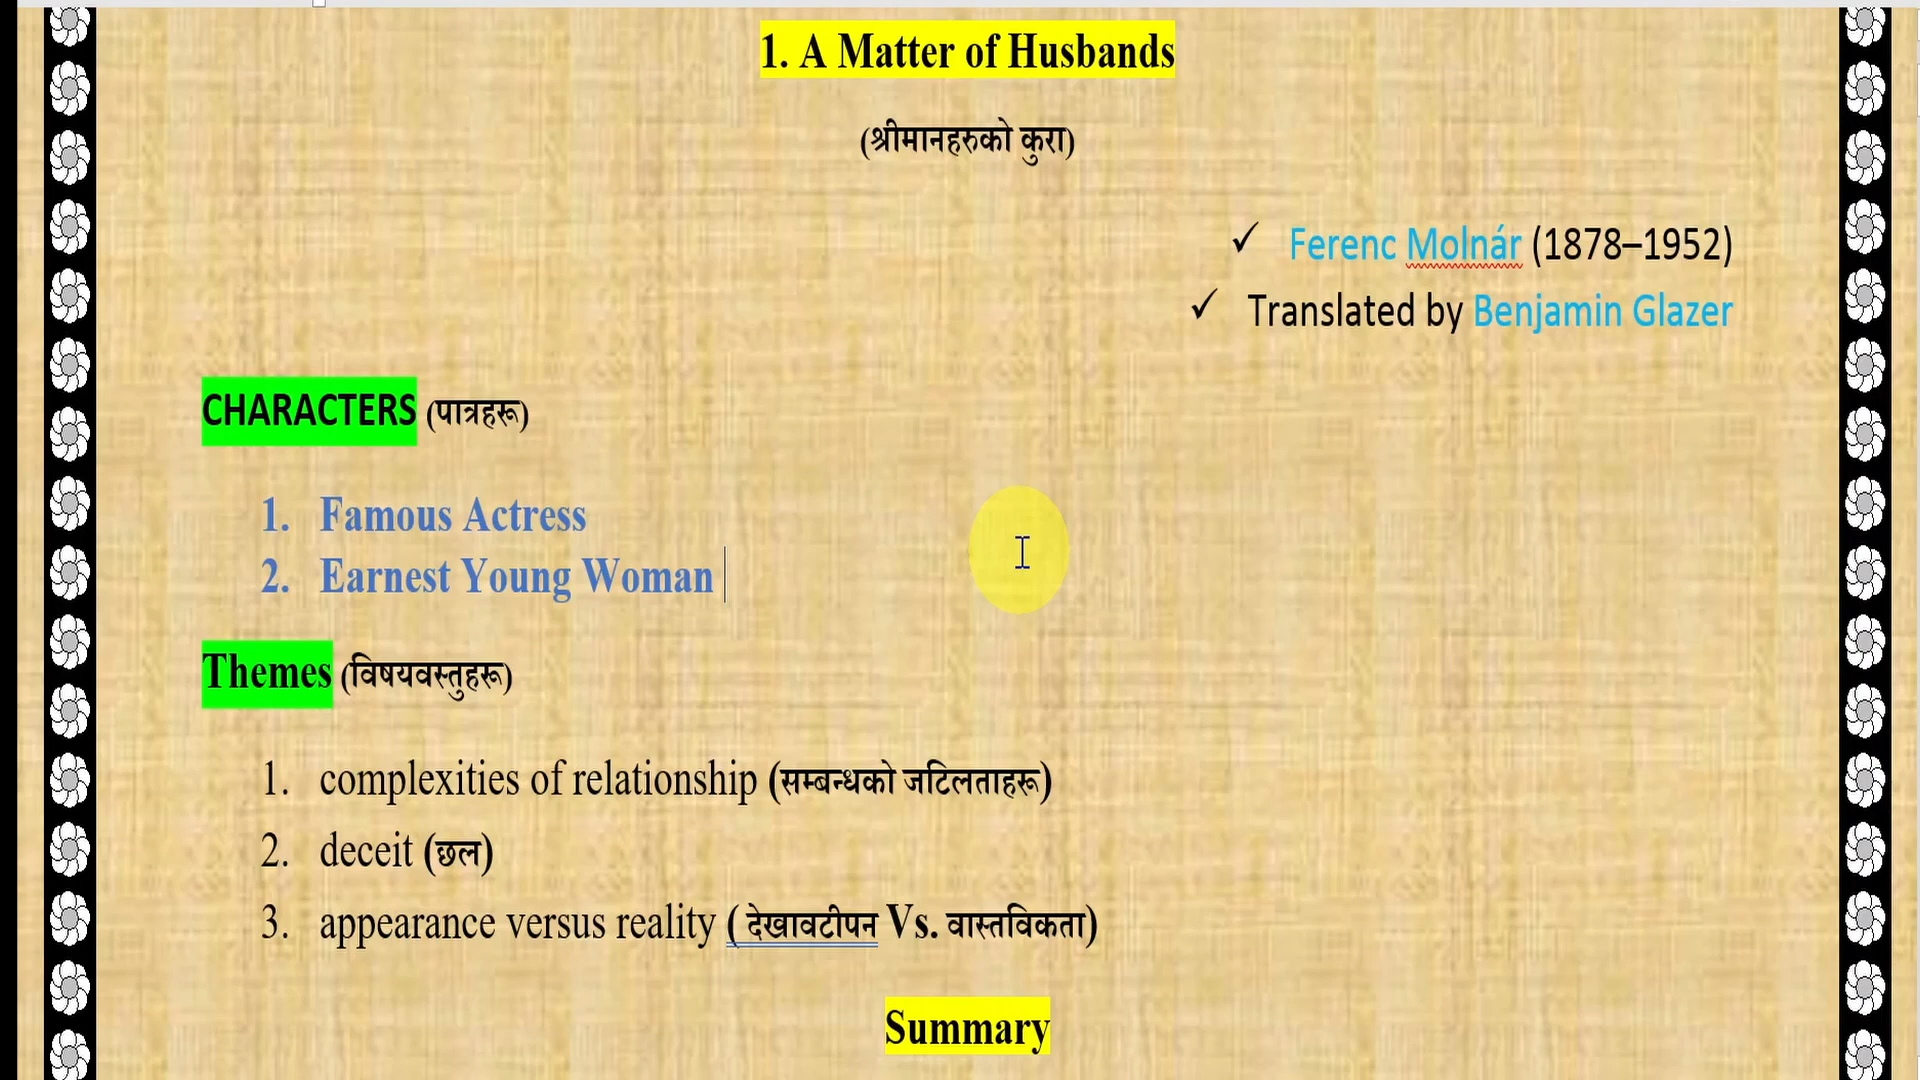 1. A Matter of Husbands
(श्रीमानहरुको कुरा)
✓ Ferenc Molnár (1878–1952)
✓ Translated by Benjamin Glazer
CHARACTERS (पात्रहरू)
1. Famous Actress
2. Earnest Young Woman
Themes (विषयवस्तुहरू)
1. complexities of relationship (सम्बन्धको जटिलताहरू)
2. deceit (छल)
3. appearance versus reality ( देखावटीपन Vs. वास्तविकता)
Summary